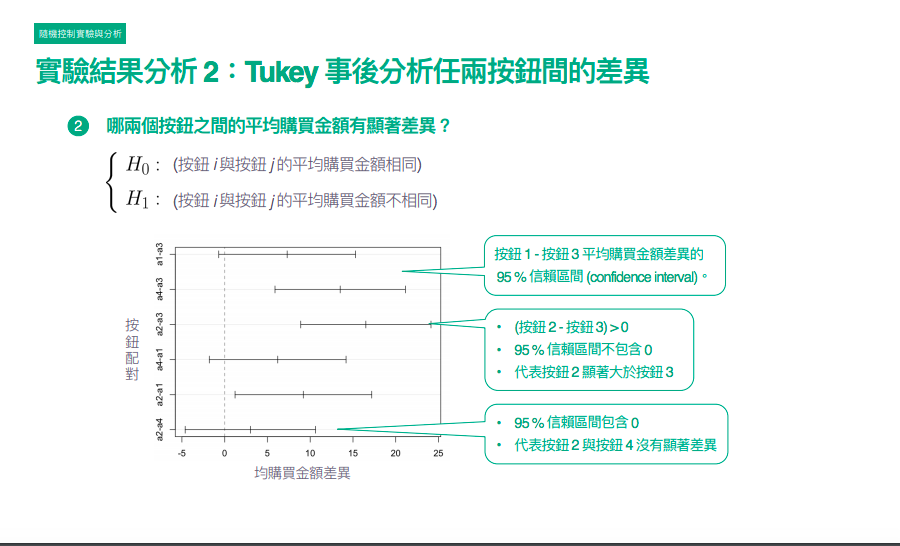 隨機控制實驗與分析
實驗結果分析 2：Tukey 事後分析任兩按鈕間的差異
2 哪兩個按鈕之間的平均購買金額有顯著差異？
H0： (按鈕 i 與按鈕 j 的平均購買金額相同)
H1： (按鈕 i 與按鈕 j 的平均購買金額不相同)
按鈕配對
a1-a3
a4-a3
a2-a3
a4-a1
a2-a1
a2-a4
-5 0 5 10 15 20 25
均購買金額差異
按鈕 1 - 按鈕 3 平均購買金額差異的
95 % 信賴區間 (confidence interval)。
• (按鈕 2 - 按鈕 3) > 0
• 95 % 信賴區間不包含 0
• 代表按鈕 2 顯著大於按鈕 3
• 95 % 信賴區間包含 0
• 代表按鈕 2 與按鈕 4 沒有顯著差異